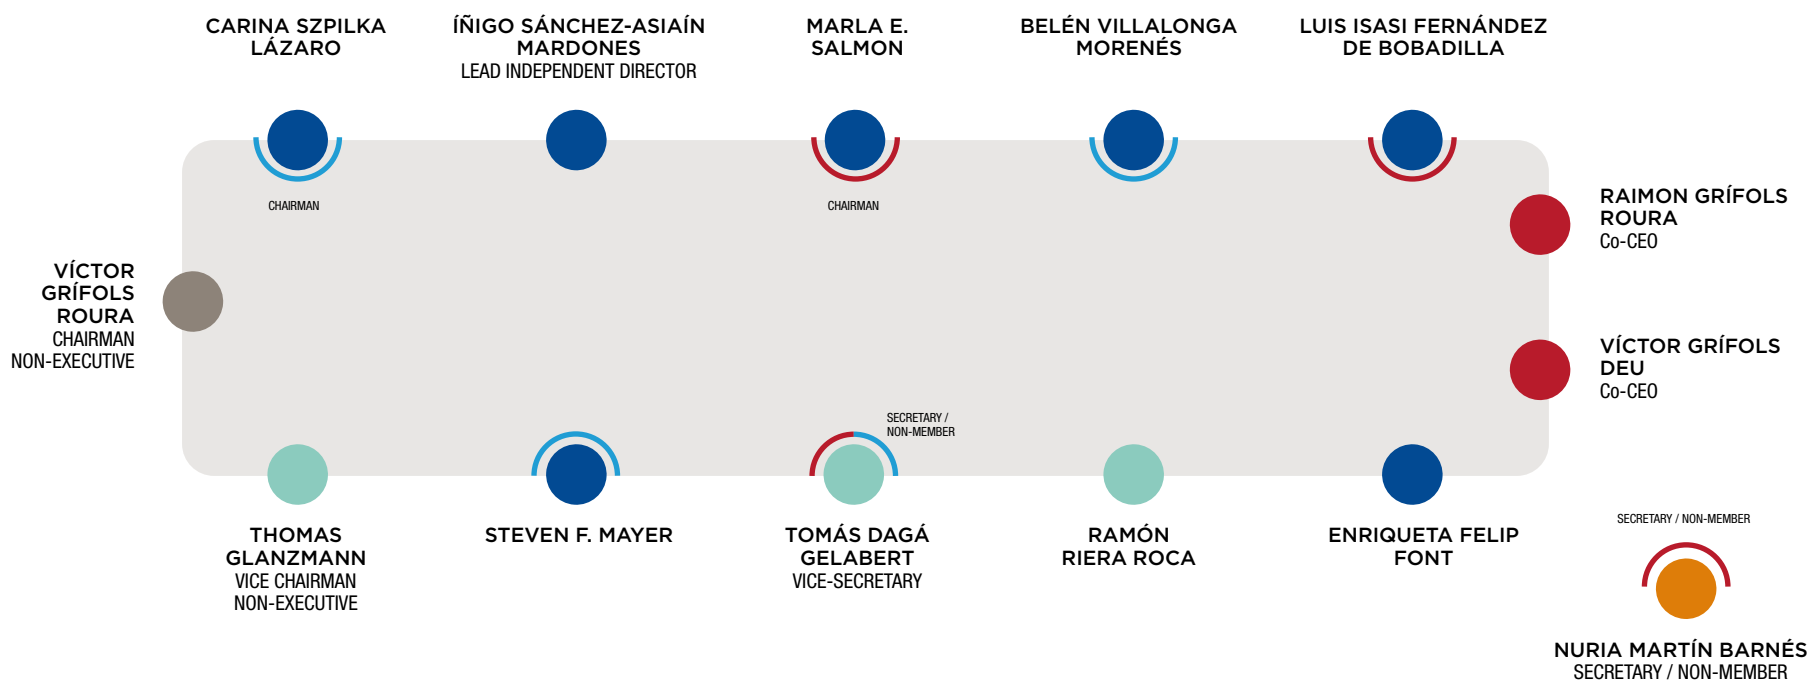 CARINA SZPILKA
LÁZARO
ÍÑIGO SÁNCHEZ-ASIAÍN
MARDONES
LEAD INDEPENDENT DIRECTOR
MARLA E.
SALMON
BELÉN VILLALONGA
MORENÉS
LUIS ISASI FERNÁNDEZ
DE BOBADILLA
CHAIRMAN
CHAIRMAN
RAIMON GRÍFOLS
ROURA
Co-CEO
VÍCTOR
GRÍFOLS
ROURA
CHAIRMAN
NON-EXECUTIVE
VÍCTOR GRÍFOLS
DEU
Co-CEO
SECRETARY /
NON-MEMBER
THOMAS
GLANZMANN
VICE CHAIRMAN
NON-EXECUTIVE
STEVEN F. MAYER
TOMÁS DAGÁ
GELABERT
VICE-SECRETARY
RAMÓN
RIERA ROCA
ENRIQUETA FELIP
FONT
SECRETARY / NON-MEMBER
NURIA MARTÍN BARNÉS
SECRETARY / NON-MEMBER